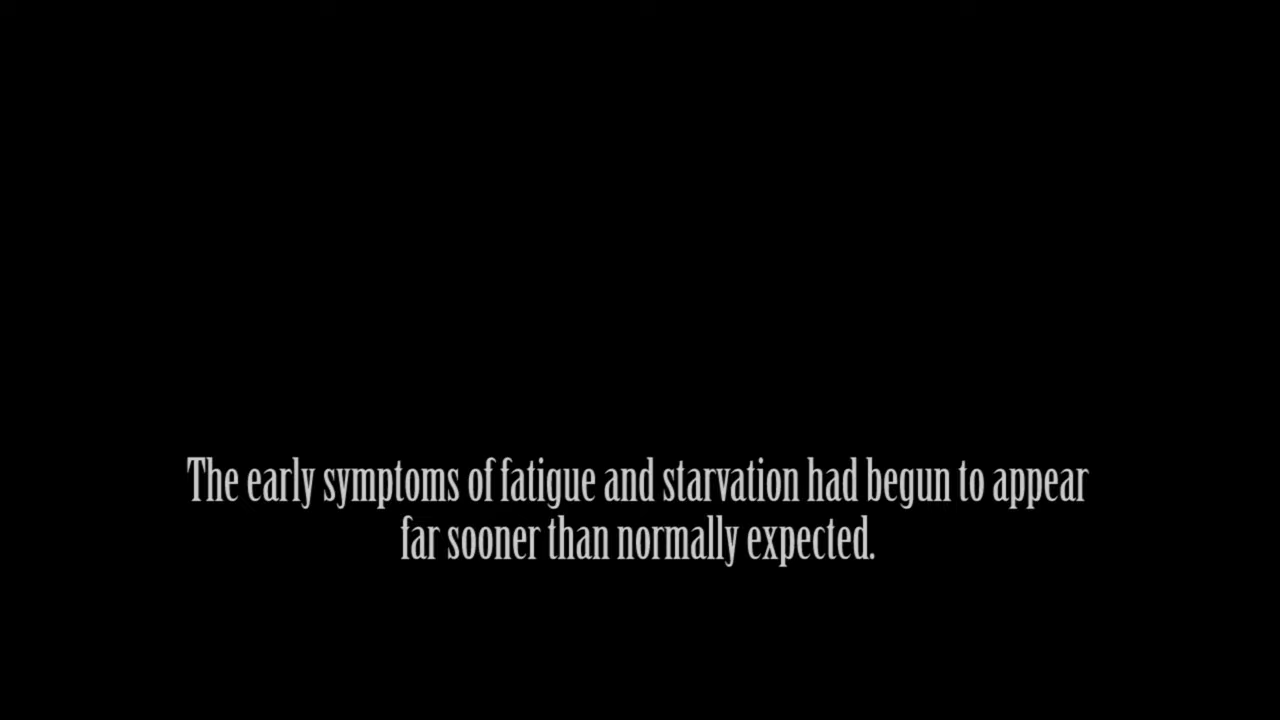 The early symptoms of fatigue and starvation had begun to appear
far sooner than normally expected.